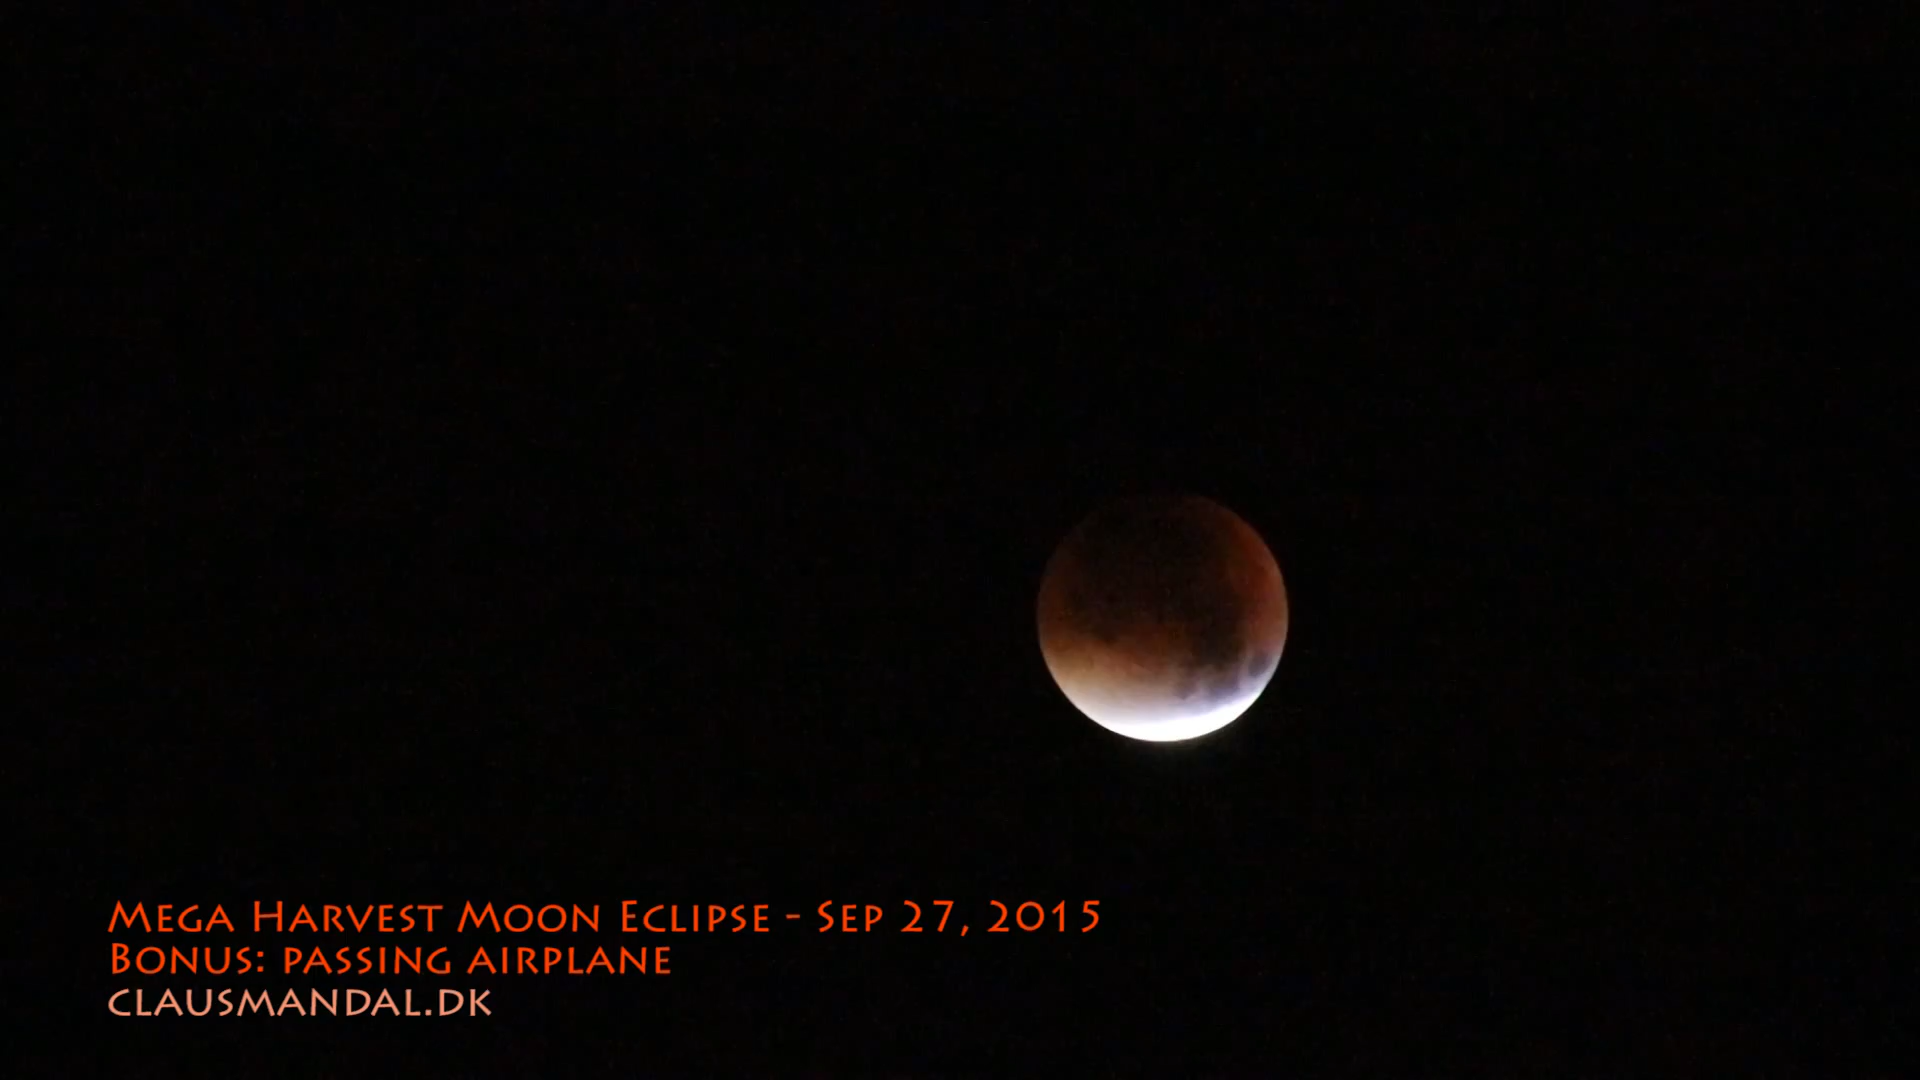 Mega Harvest Moon Eclipse - Sep 27, 2015
Bonus: passing airplane
clausmandal.dk